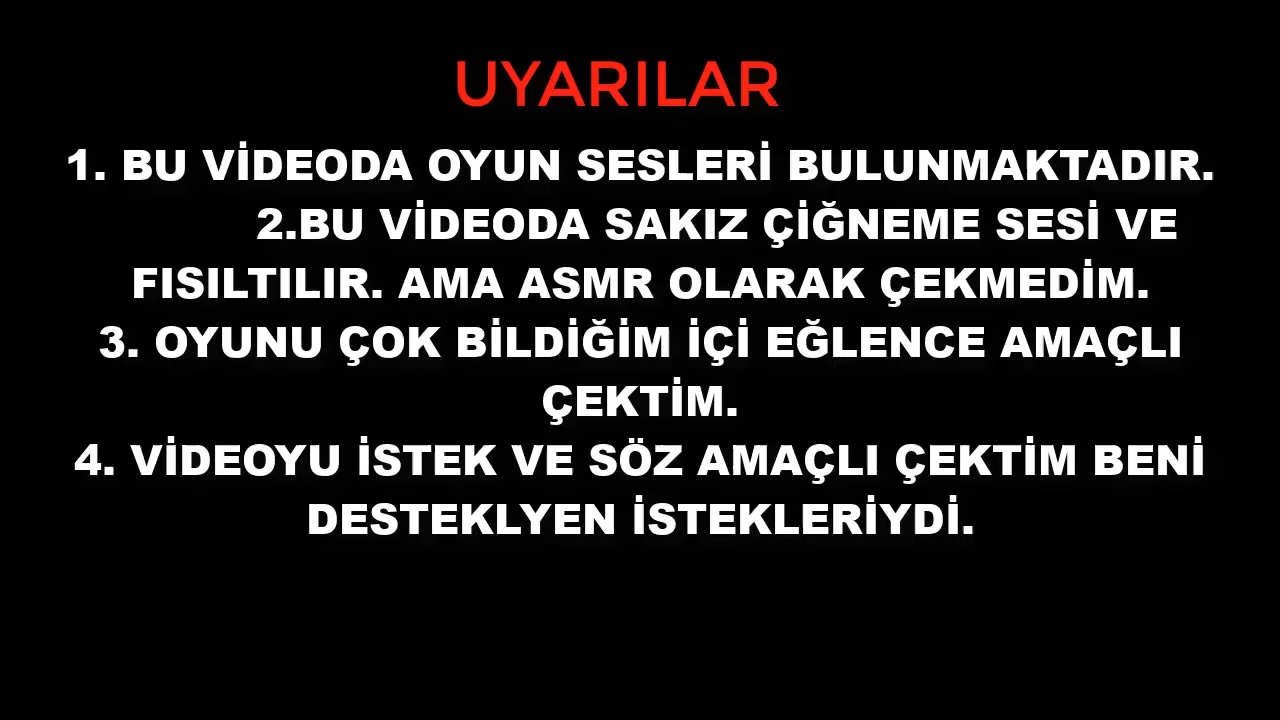 UYARILAR
1. BU VİDEODA OYUN SESLERİ BULUNMAKTADIR.
2.BU VİDEODA SAKIZ ÇİĞNEME SESİ VE
FISILTILIR. AMA ASMR OLARAK ÇEKMEDİM.
3. OYUNU ÇOK BİLDİĞİM İÇİ EĞLENCE AMAÇLI
ÇEKTİM.
4. VİDEOYU İSTEK VE SÖZ AMAÇLI ÇEKTİM BENİ
DESTEKLYEN İSTEKLERİYDİ.